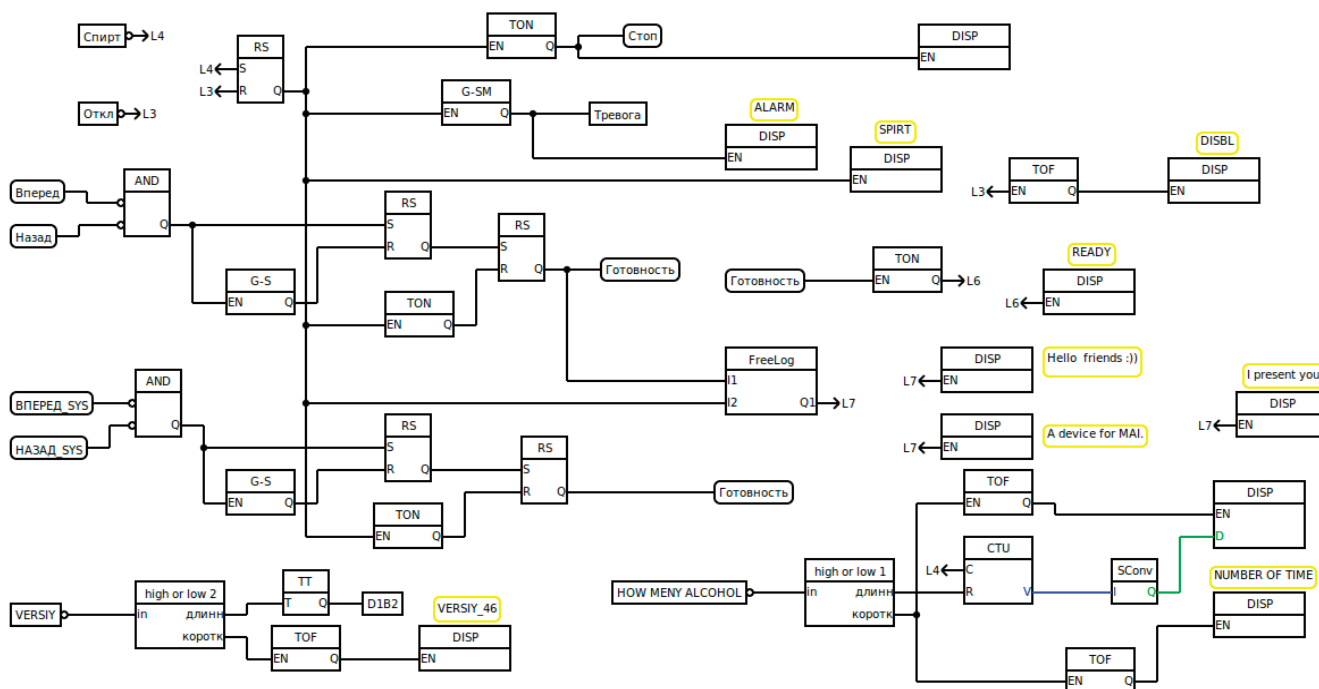 Спирт
L4
RS
L4
S
L3
R
Q
TON
EN
Q
Стоп
DISP
EN
Откл
L3
G-SM
EN
Q
Тревога
ALARM
DISP
EN
SPIRT
DISP
EN
DISBL
DISP
EN
TOF
L3
EN
Q
Вперед
Назад
AND
Q
RS
S
R
Q
RS
S
R
Q
Готовность
G-S
EN
Q
TON
EN
Q
Готовность
TON
EN
Q
L6
READY
DISP
L6
EN
FreeLog
I1
I2
Q1
L7
DISP
L7
EN
Hello friends :))
I present you
DISP
L7
EN
DISP
L7
EN
A device for MAI.
ВПЕРЕД_SYS
НАЗАД_SYS
AND
Q
RS
S
R
Q
RS
S
R
Q
Готовность
G-S
EN
Q
TON
EN
Q
VERSIY
high or low 2
in
длинн
коротк
TT
T
Q
D1B2
TOF
EN
Q
VERSIY_46
DISP
EN
HOW MENY ALCOHOL
high or low 1
in
длинн
коротк
TOF
EN
Q
DISP
EN
D
CTU
L4
C
R
V
SConv
I
Q
NUMBER OF TIME
DISP
EN
TOF
EN
Q